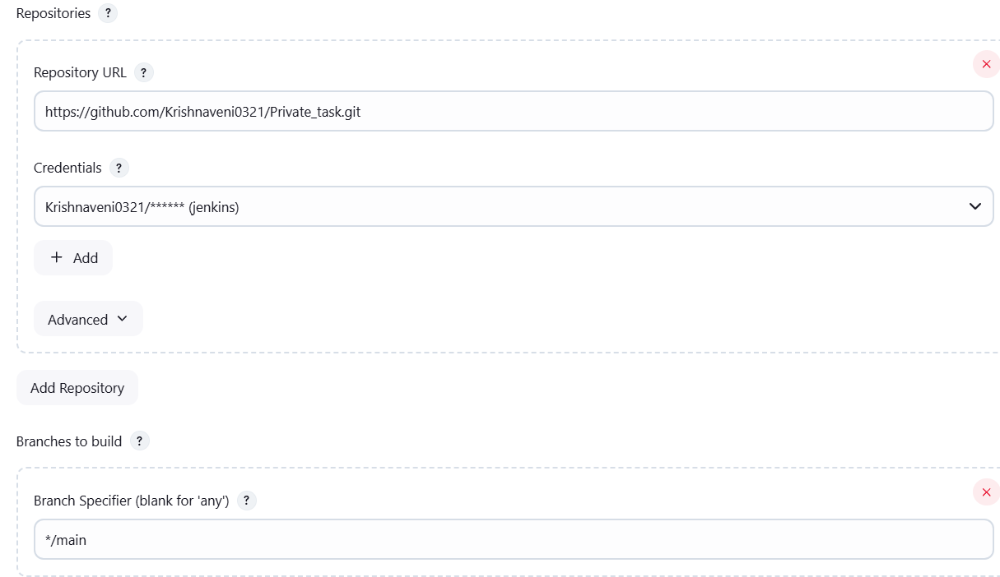 Repositories ?
Repository URL ?
https://github.com/Krishnaveni0321/Private_task.git
Credentials ?
Krishnaveni0321/****** (jenkins)
+ Add
Advanced
Add Repository
Branches to build ?
Branch Specifier (blank for 'any') ?
*/main